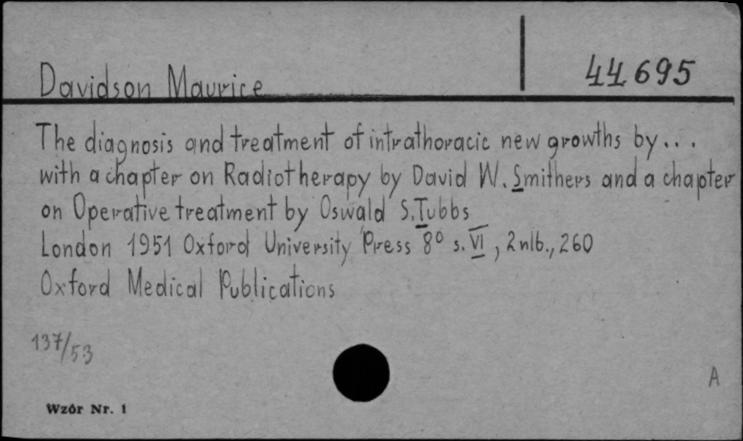 Davidson Maurice
44695
The diagnosis and treatment of intrathoracic new growths by...
with a chapter on Radiotherapy by David W. Smithers and a chapter
on Operative treatment by Oswald S. Tubbs
London 1951 Oxford University Press 8° s. VI, 2 nlb., 260
Oxford Medical Publications
137/53
A
Wzór Nr. 1